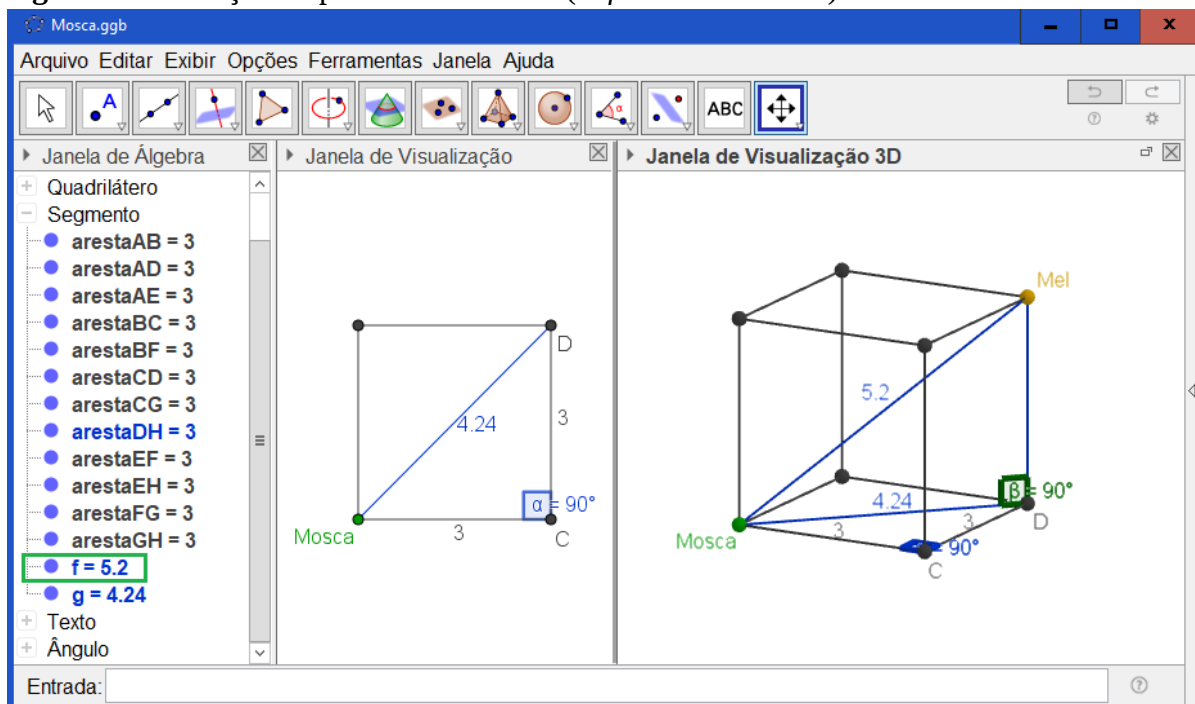 Mosca.ggb
Arquivo Editar Exibir Opções Ferramentas Janela Ajuda
A
α
ABC
Janela de Álgebra
Quadrilátero
Segmento
arestaAB = 3
arestaAD = 3
arestaAE = 3
arestaBC = 3
arestaBF = 3
arestaCD = 3
arestaCG = 3
arestaDH = 3
arestaEF = 3
arestaEH = 3
arestaFG = 3
arestaGH = 3
f = 5.2
g = 4.24
Texto
Ângulo
Janela de Visualização
D
4.24
3
α = 90°
Mosca
3
C
Janela de Visualização 3D
Mel
5.2
4.24
β = 90°
Mosca
3
3
D
90°
C
Entrada: